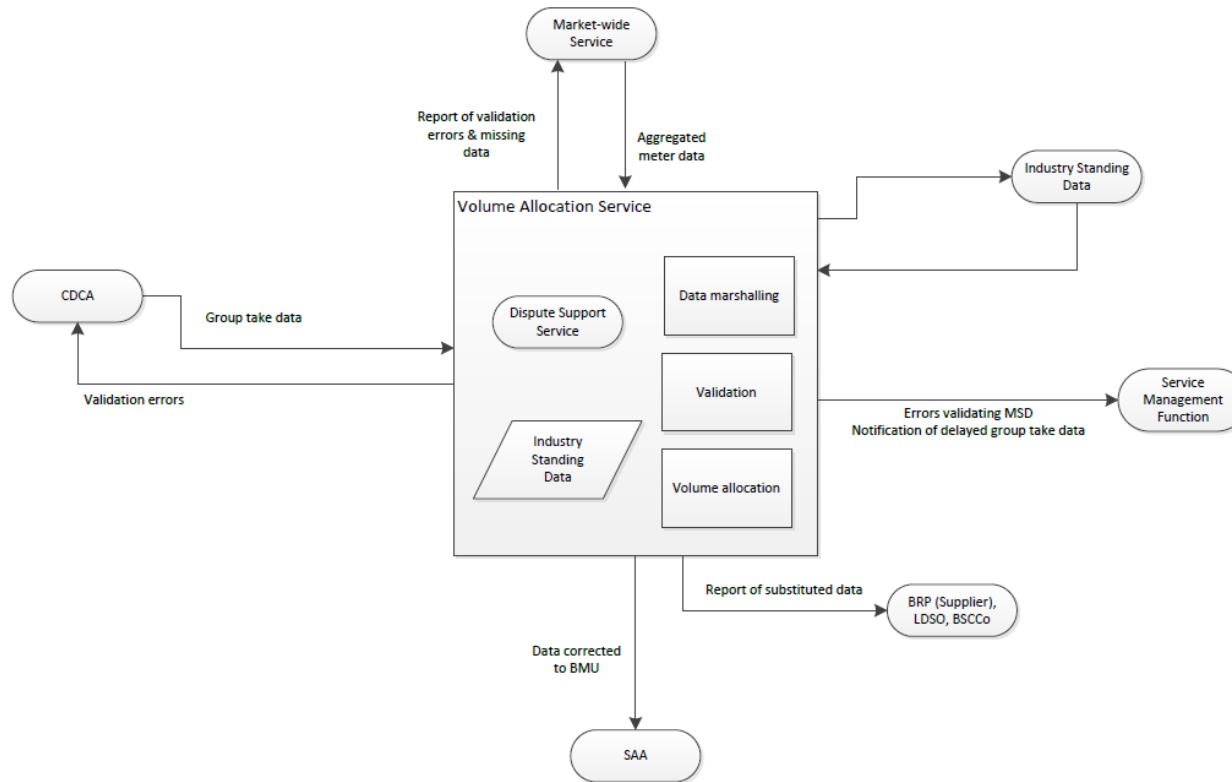 Market-wide
Service
Report of validation
errors & missing
data
Aggregated
meter data
Industry Standing
Data
Volume Allocation Service
CDCA
Group take data
Validation errors
Dispute Support
Service
Data marshalling
Validation
Industry
Standing
Data
Volume allocation
Errors validating MSD
Notification of delayed group take data
Service
Management
Function
Report of substituted data
BRP (Supplier),
LDSO, BSCCo
Data corrected
to BMU
SAA